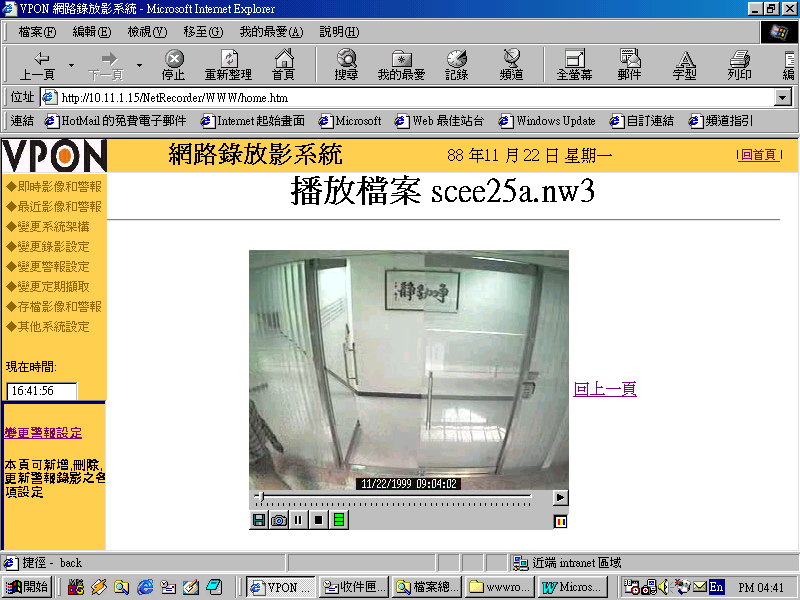 VPON 網路錄放影系統 - Microsoft Internet Explorer
檔案(F) 編輯(E) 檢視(V) 移至(G) 我的最愛(A) 說明(H)
上一頁 下一頁 停止 重新整理 首頁 搜尋 我的最愛 記錄 頻道 全螢幕 郵件 字型 列印 編
位址 http://10.11.1.15/NetRecorder/WWW/home.htm
連結 HotMail 的免費電子郵件 Internet 起始畫面 Microsoft Web 最佳站台 Windows Update 自訂連結 頻道指引
VPON 網路錄放影系統 88 年11 月 22 日 星期一 |回首頁|
播放檔案 scee25a.nw3
◆即時影像和警報
◆最近影像和警報
◆變更系統架構
◆變更錄影設定
◆變更警報設定
◆變更定期擷取
◆存檔影像和警報
◆其他系統設定
現在時間:
16:41:56
變更警報設定
本頁可新增,刪除,
更新警報錄影之各
項設定
回上一頁
11/22/1999 09:04:02
捷徑 - back 近端 intranet 區域
開始 VPON ... 收件匣... 檔案總... wwwro... Micros... En PM 04:41